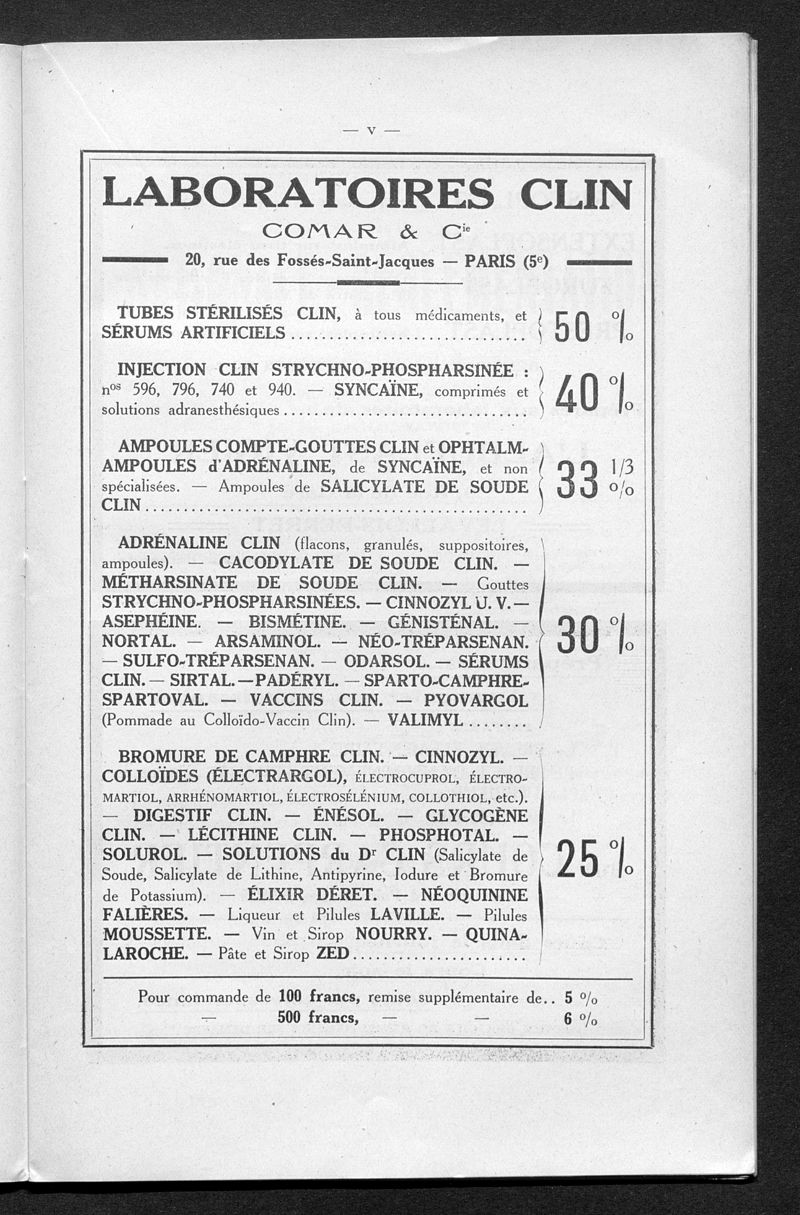 — V —
LABORATOIRES CLIN
COMAR & Cie
20, rue des Fossés-Saint-Jacques — PARIS (5e)
TUBES STÉRILISÉS CLIN, à tous médicaments, et
SÉRUMS ARTIFICIELS .............................. 50 %
INJECTION CLIN STRYCHNO-PHOSPHARSINÉE :
nos 596, 796, 740 et 940. — SYNCAÏNE, comprimés et
solutions adranesthésiques ............................... 40 %
AMPOULES COMPTE-GOUTTES CLIN et OPHTALM-
AMPOULES d'ADRÉNALINE, de SYNCAÏNE, et non
spécialisées. — Ampoules de SALICYLATE DE SOUDE
CLIN ................................................ 33 1/3 %
ADRÉNALINE CLIN (flacons, granulés, suppositoires,
ampoules). — CACODYLATE DE SOUDE CLIN. —
MÉTHARSINATE DE SOUDE CLIN. — Gouttes
STRYCHNO-PHOSPHARSINÉES. — CINNOZYL U. V. —
ASEPHÉINE. — BISMÉTINE. — GÉNISTÉNAL. —
NORTAL. — ARSAMINOL. — NÉO-TRÉPARSENAN.
— SULFO-TRÉPARSENAN. — ODARSOL. — SÉRUMS
CLIN. — SIRTAL. — PADÉRYL. — SPARTO-CAMPHRE-
SPARTOVAL. — VACCINS CLIN. — PYOVARGOL
(Pommade au Colloïdo-Vaccin Clin). — VALIMYL ........ 30 %
BROMURE DE CAMPHRE CLIN. — CINNOZYL. —
COLLOÏDES (ÉLECTRARGOL), ÉLECTROCUPROL, ÉLECTRO-
MARTIOL, ARRHÉNOMARTIOL, ÉLECTROSÉLÉNIUM, COLLOTHIOL, etc.).
— DIGESTIF CLIN. — ÉNÉSOL. — GLYCOGÈNE
CLIN. — LÉCITHINE CLIN. — PHOSPHOTAL. —
SOLUROL. — SOLUTIONS du Dr CLIN (Salicylate de
Soude, Salicylate de Lithine, Antipyrine, Iodure et Bromure
de Potassium). — ÉLIXIR DÉRET. — NÉOQUININE
FALIÈRES. — Liqueur et Pilules LAVILLE. — Pilules
MOUSSETTE. — Vin et Sirop NOURRY. — QUINA-
LAROCHE. — Pâte et Sirop ZED ....................... 25 %
Pour commande de 100 francs, remise supplémentaire de.. 5 %
— 500 francs, — — 6 %